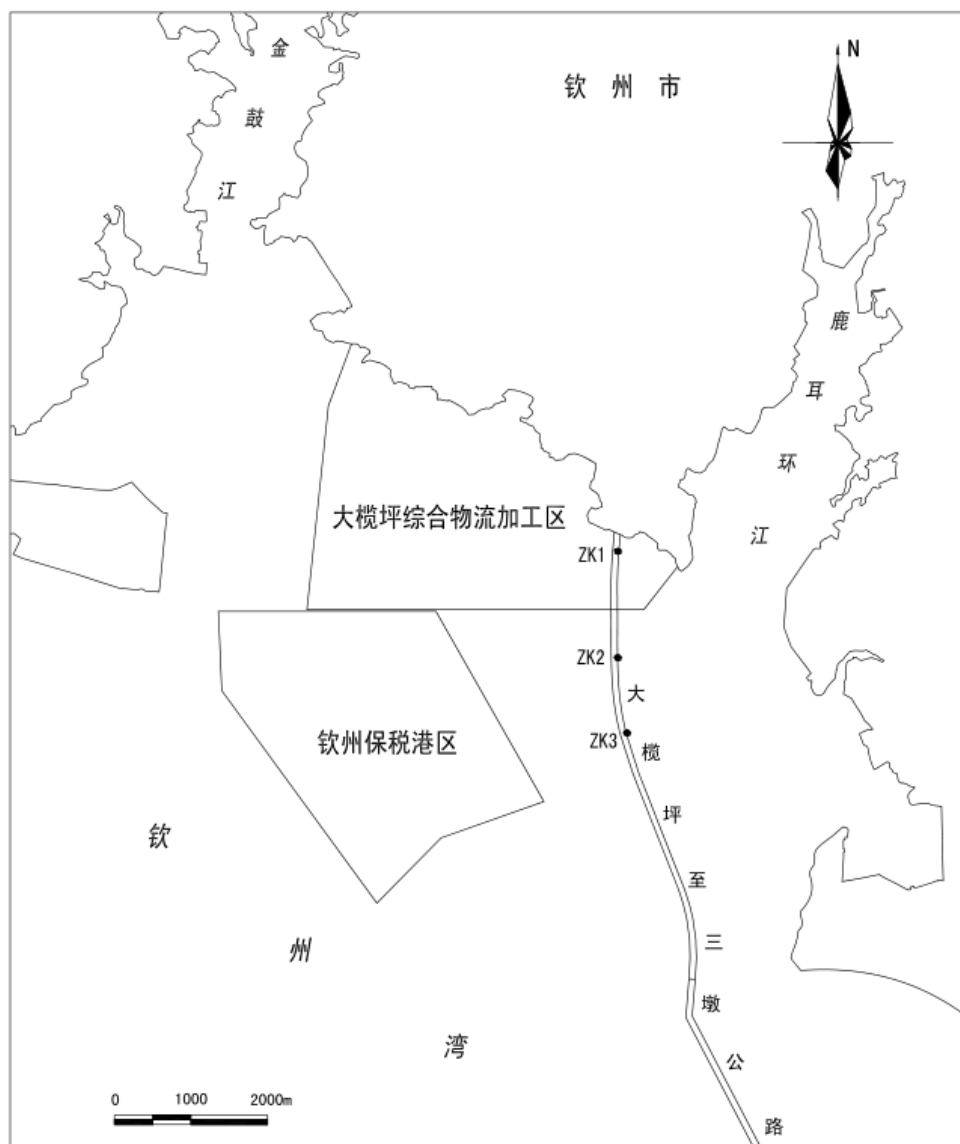 金鼓江
钦州市
N
鹿耳环江
大榄坪综合物流加工区
ZK1
ZK2
ZK3
大榄坪至三墩公路
钦州保税港区
钦州湾
0 1000 2000m